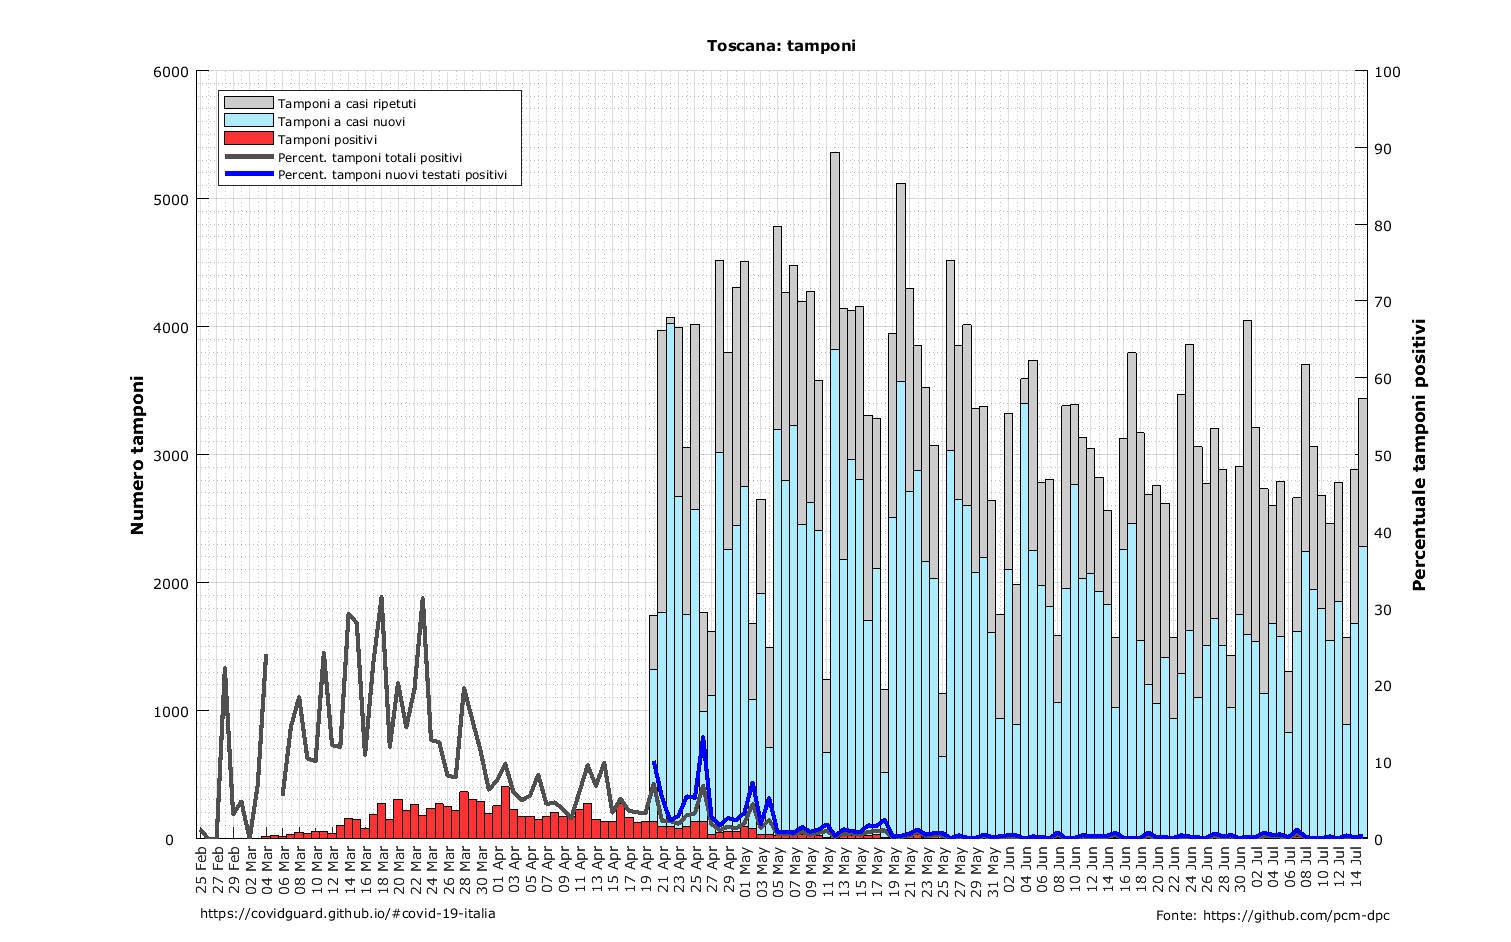 Toscana: tamponi
6000
5000
4000
3000
2000
1000
0
Numero tamponi
100
90
80
70
60
50
40
30
20
10
0
Percentuale tamponi positivi
Tamponi a casi ripetuti
Tamponi a casi nuovi
Tamponi positivi
Percent. tamponi totali positivi
Percent. tamponi nuovi testati positivi
25 Feb
27 Feb
29 Feb
02 Mar
04 Mar
06 Mar
08 Mar
10 Mar
12 Mar
14 Mar
16 Mar
18 Mar
20 Mar
22 Mar
24 Mar
26 Mar
28 Mar
30 Mar
01 Apr
03 Apr
05 Apr
07 Apr
09 Apr
11 Apr
13 Apr
15 Apr
17 Apr
19 Apr
21 Apr
23 Apr
25 Apr
27 Apr
29 Apr
01 May
03 May
05 May
07 May
09 May
11 May
13 May
15 May
17 May
19 May
21 May
23 May
25 May
27 May
29 May
31 May
02 Jun
04 Jun
06 Jun
08 Jun
10 Jun
12 Jun
14 Jun
16 Jun
18 Jun
20 Jun
22 Jun
24 Jun
26 Jun
28 Jun
30 Jun
02 Jul
04 Jul
06 Jul
08 Jul
10 Jul
12 Jul
14 Jul
https://covidguard.github.io/#covid-19-italia
Fonte: https://github.com/pcm-dpc